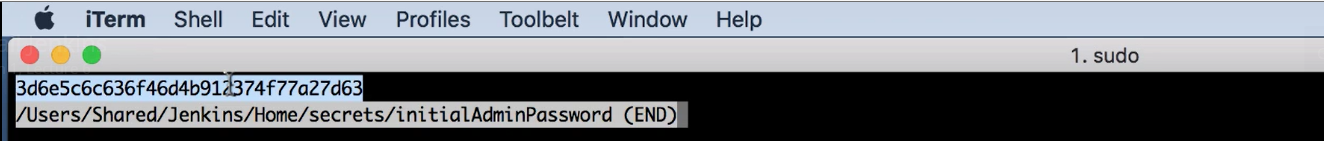 iTerm Shell Edit View Profiles Toolbelt Window Help
1. sudo
3d6e5c6c636f46d4b912374f77a27d63
/Users/Shared/Jenkins/Home/secrets/initialAdminPassword (END)